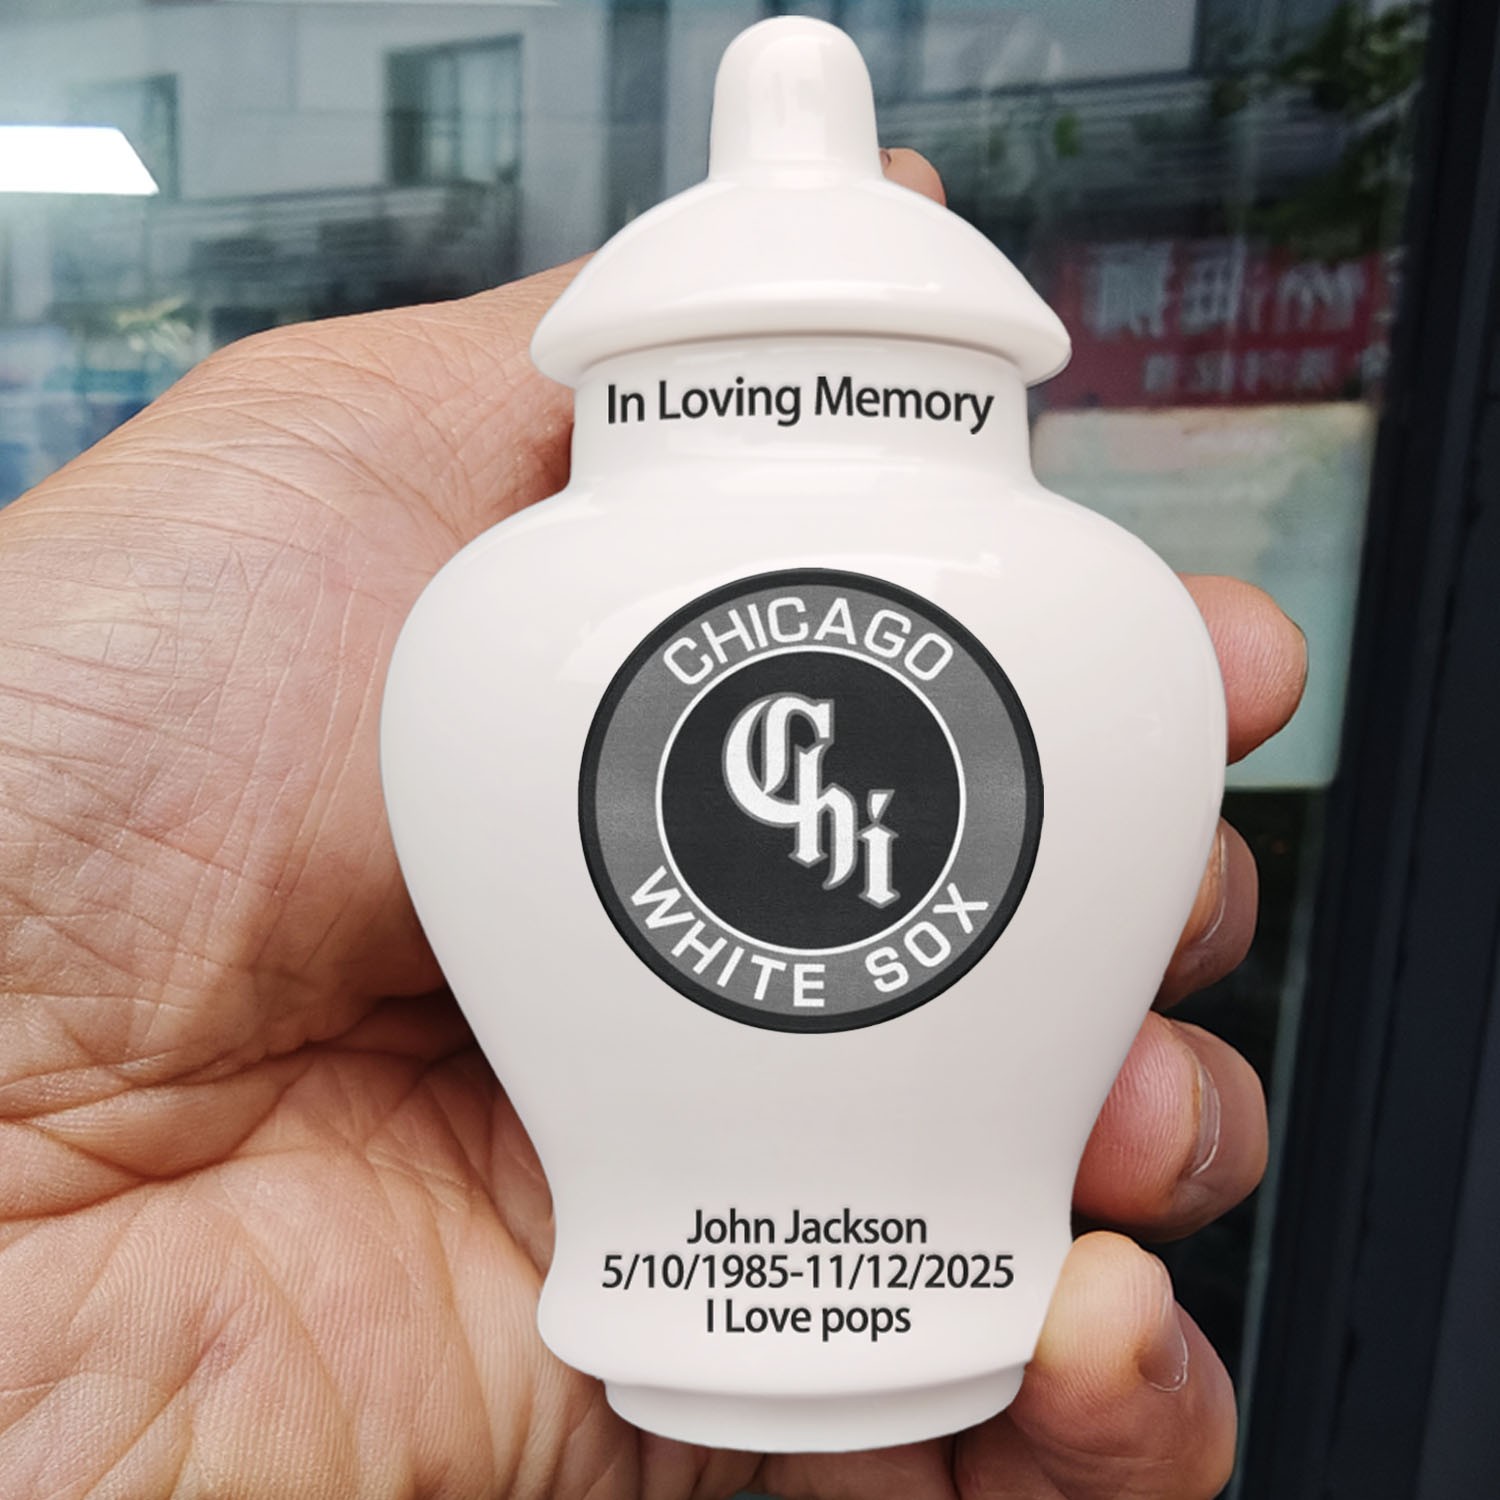 In Loving Memory
CHICAGO
Chi
WHITE SOX
John Jackson
5/10/1985-11/12/2025
I Love pops